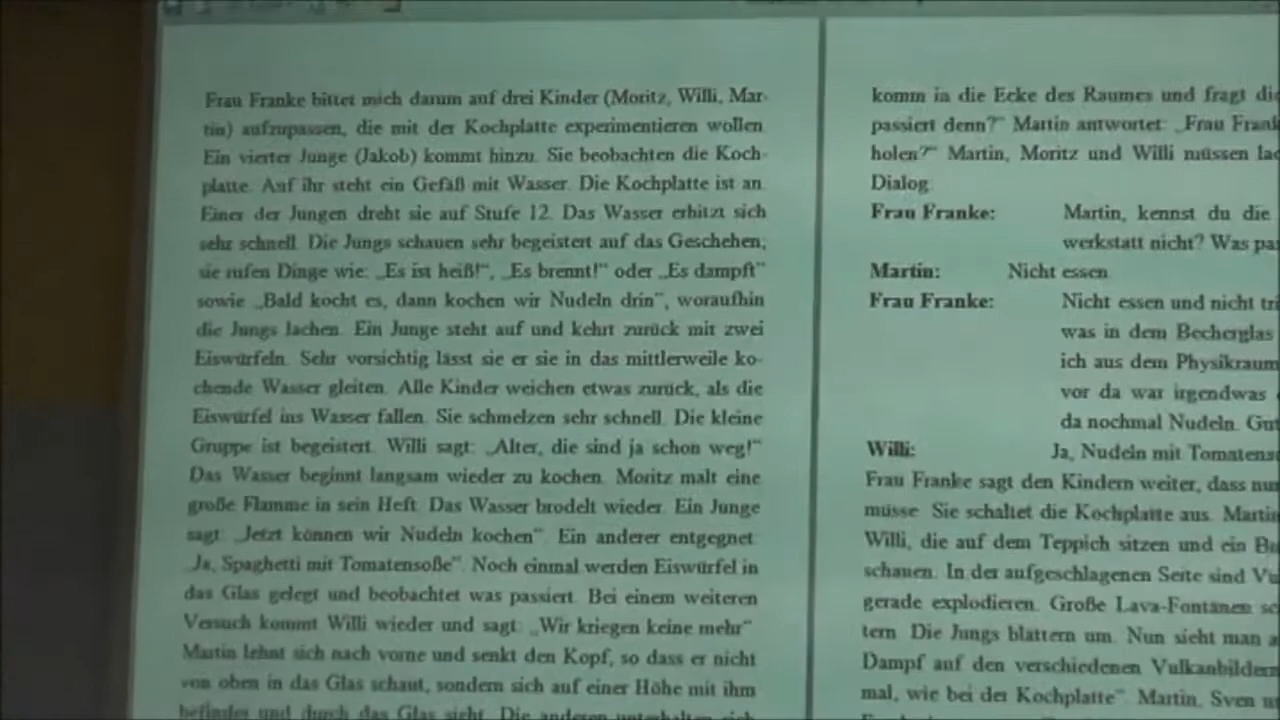 Frau Franke bittet mich darum auf drei Kinder (Moritz, Willi, Mar-
tin) aufzupassen, die mit der Kochplatte experimentieren wollen.
Ein vierter Junge (Jakob) kommt hinzu. Sie beobachten die Koch-
platte. Auf ihr steht ein Gefäß mit Wasser. Die Kochplatte ist an.
Einer der Jungen dreht sie auf Stufe 12. Das Wasser erhitzt sich
sehr schnell. Die Jungs schauen sehr begeistert auf das Geschehen,
sie rufen Dinge wie: „Es ist heiß!“, „Es brennt!“ oder „Es dampft“
sowie „Bald kocht es, dann kochen wir Nudeln drin“, woraufhin
die Jungs lachen. Ein Junge steht auf und kehrt zurück mit zwei
Eiswürfeln. Sehr vorsichtig lässt sie er sie in das mittlerweile ko-
chende Wasser gleiten. Alle Kinder weichen etwas zurück, als die
Eiswürfel ins Wasser fallen. Sie schmelzen sehr schnell. Die kleine
Gruppe ist begeistert. Willi sagt: „Alter, die sind ja schon weg!“
Das Wasser beginnt langsam wieder zu kochen. Moritz malt eine
große Flamme in sein Heft. Das Wasser brodelt wieder. Ein Junge
sagt: „Jetzt können wir Nudeln kochen“. Ein anderer entgegnet:
„Ja, Spaghetti mit Tomatensoße“. Noch einmal werden Eiswürfel in
das Glas gelegt und beobachtet was passiert. Bei einem weiteren
Versuch kommt Willi wieder und sagt: „Wir kriegen keine mehr“
Martin lehnt sich nach vorne und senkt den Kopf, so dass er nicht
von oben in das Glas schaut, sondern sich auf einer Höhe mit ihm
befindet und durch das Glas sieht. Die anderen unterhalten sich
komm in die Ecke des Raumes und fragt
passiert denn?“ Martin antwortet: „Frau
holen?“ Martin, Moritz und Willi müssen
Dialog:
Frau Franke: Martin, kennst du die
werkstatt nicht? Was
Martin: Nicht essen.
Frau Franke: Nicht essen und nicht
was in dem Becherglas
ich aus dem Physikraum
vor da war irgendwas
da nochmal Nudeln.
Willi: Ja, Nudeln mit
Frau Franke sagt den Kindern weiter, dass
müsse. Sie schaltet die Kochplatte aus.
Willi, die auf dem Teppich sitzen und ein
schauen. In der aufgeschlagenen Seite sind
gerade explodieren. Große Lava-Fontänen
tern. Die Jungs blättern um. Nun sieht man
Dampf auf den verschiedenen
mal, wie bei der Kochplatte“. Martin, Sven